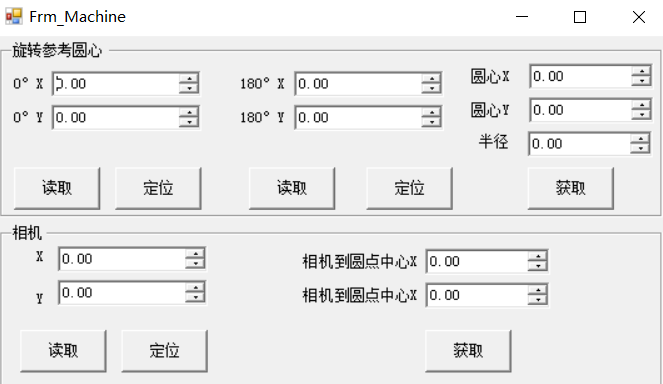 Frm_Machine
旋转参考圆心
0° X .00 180° X 0.00 圆心X 0.00
0° Y 0.00 180° Y 0.00 圆心Y 0.00
半径 0.00
读取 定位 读取 定位 获取
相机
X 0.00 相机到圆点中心X 0.00
Y 0.00 相机到圆点中心X 0.00
读取 定位 获取